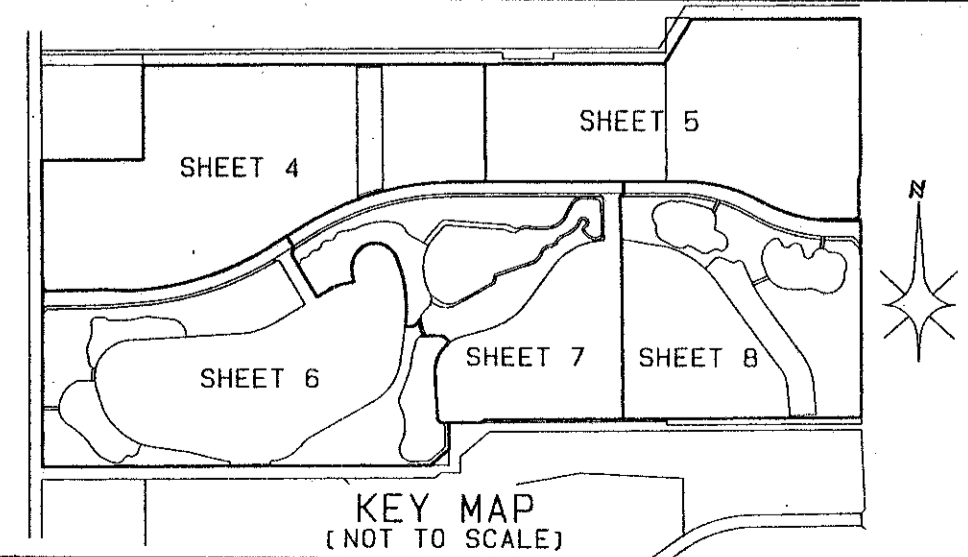 SHEET 5
SHEET 4
N
SHEET 7
SHEET 8
SHEET 6
KEY MAP
[NOT TO SCALE]